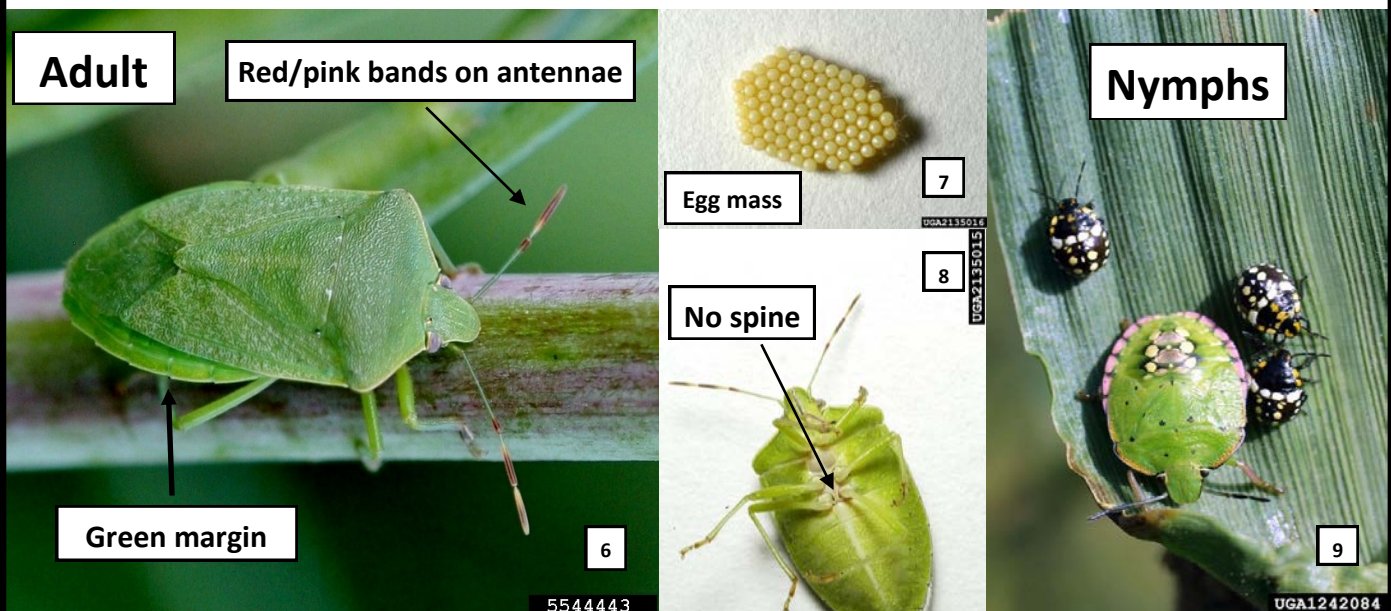 Adult
Red/pink bands on antennae
Green margin
6
5544443
Egg mass
7
UGA2135016
8
UGA2135015
No spine
Nymphs
9
UGA1242084